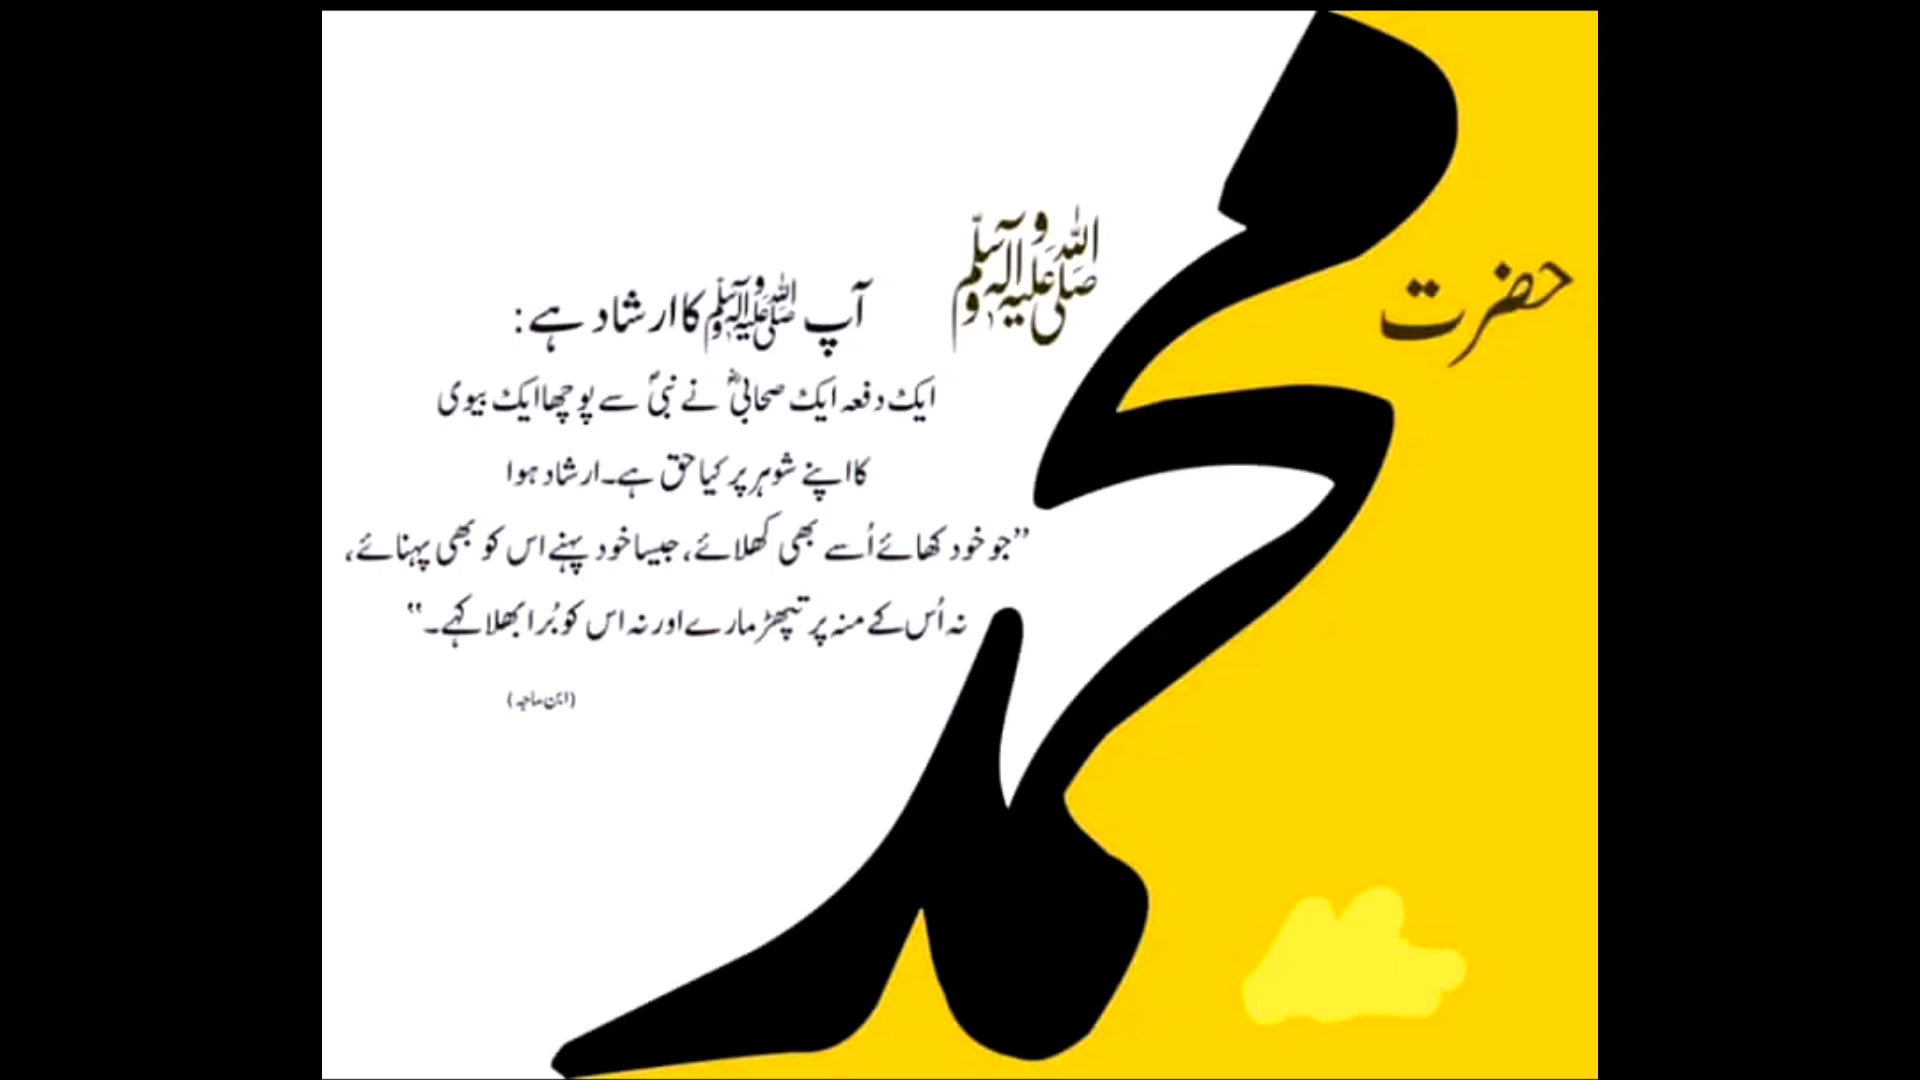 حضرت
محمد
صلی اللہ علیہ وآلہ وسلم
آپ صلی اللہ علیہ وآلہ وسلم کا ارشاد ہے:
ایک دفعہ ایک صحابیؓ نے نبیؐ سے پوچھا ایک بیوی
کا اپنے شوہر پر کیا حق ہے۔ ارشاد ہوا
”جو خود کھائے اُسے بھی کھلائے، جیسا خود پہنے اس کو بھی پہنائے،
نہ اُس کے منہ پر تھپڑ مارے اور نہ اس کو بُرا بھلا کہے۔“
(ابن ماجہ)